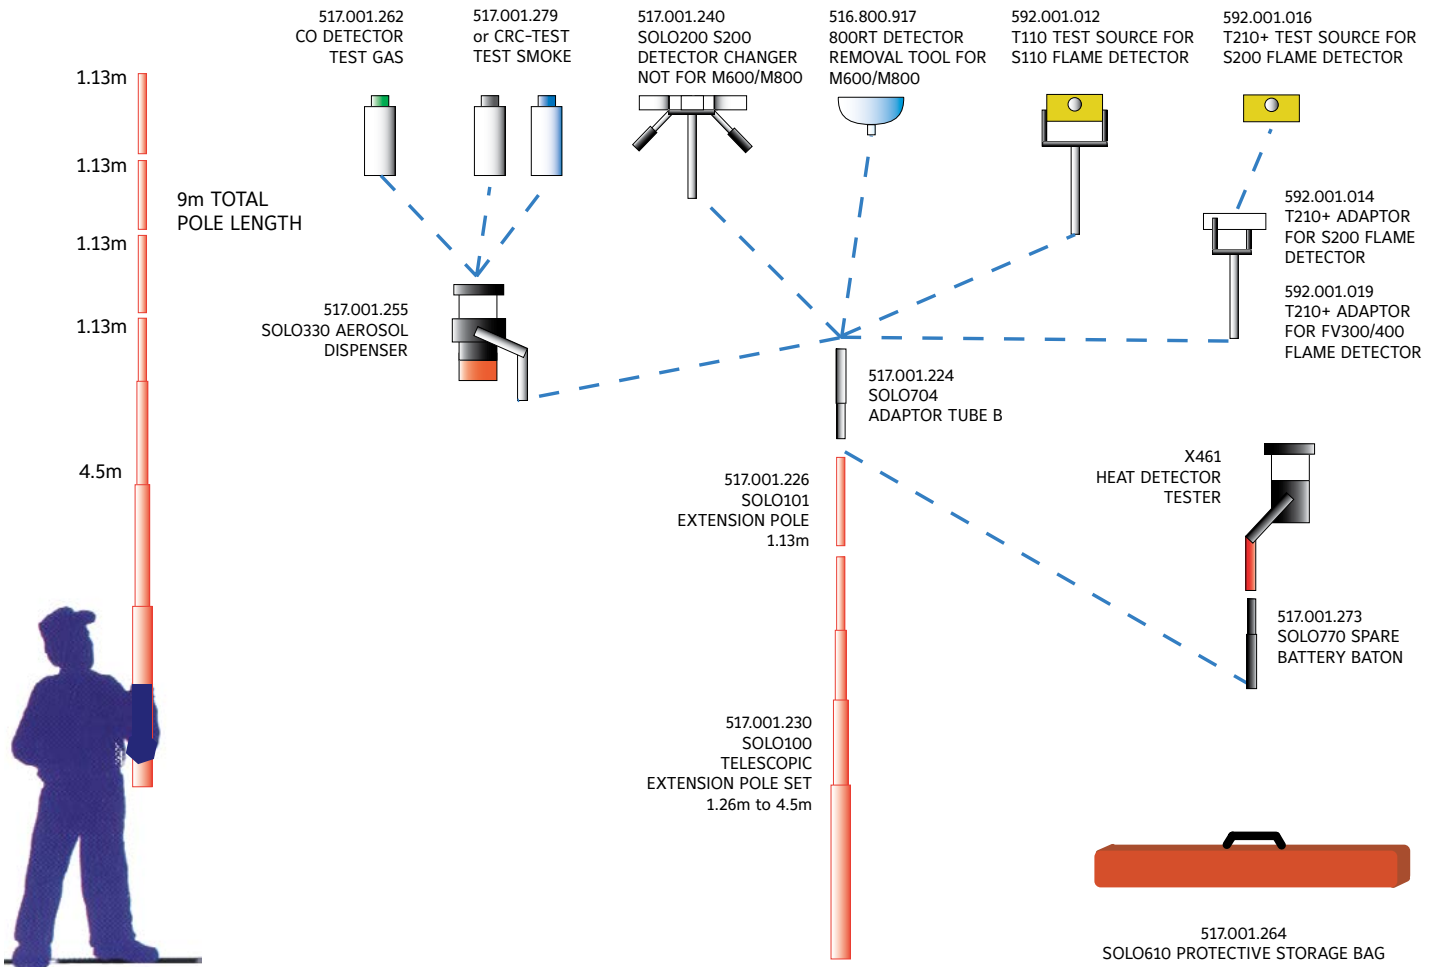 517.001.262
CO DETECTOR
TEST GAS
517.001.279
or CRC-TEST
TEST SMOKE
517.001.240
SOLO200 S200
DETECTOR CHANGER
NOT FOR M600/M800
516.800.917
800RT DETECTOR
REMOVAL TOOL FOR
M600/M800
592.001.012
T110 TEST SOURCE FOR
S110 FLAME DETECTOR
592.001.016
T210+ TEST SOURCE FOR
S200 FLAME DETECTOR
1.13m
1.13m
9m TOTAL
POLE LENGTH
1.13m
1.13m
4.5m
592.001.014
T210+ ADAPTOR
FOR S200 FLAME
DETECTOR
592.001.019
T210+ ADAPTOR
FOR FV300/400
FLAME DETECTOR
517.001.255
SOLO330 AEROSOL
DISPENSER
517.001.224
SOLO704
ADAPTOR TUBE B
517.001.226
SOLO101
EXTENSION POLE
1.13m
X461
HEAT DETECTOR
TESTER
517.001.273
SOLO770 SPARE
BATTERY BATON
517.001.230
SOLO100
TELESCOPIC
EXTENSION POLE SET
1.26m to 4.5m
517.001.264
SOLO610 PROTECTIVE STORAGE BAG